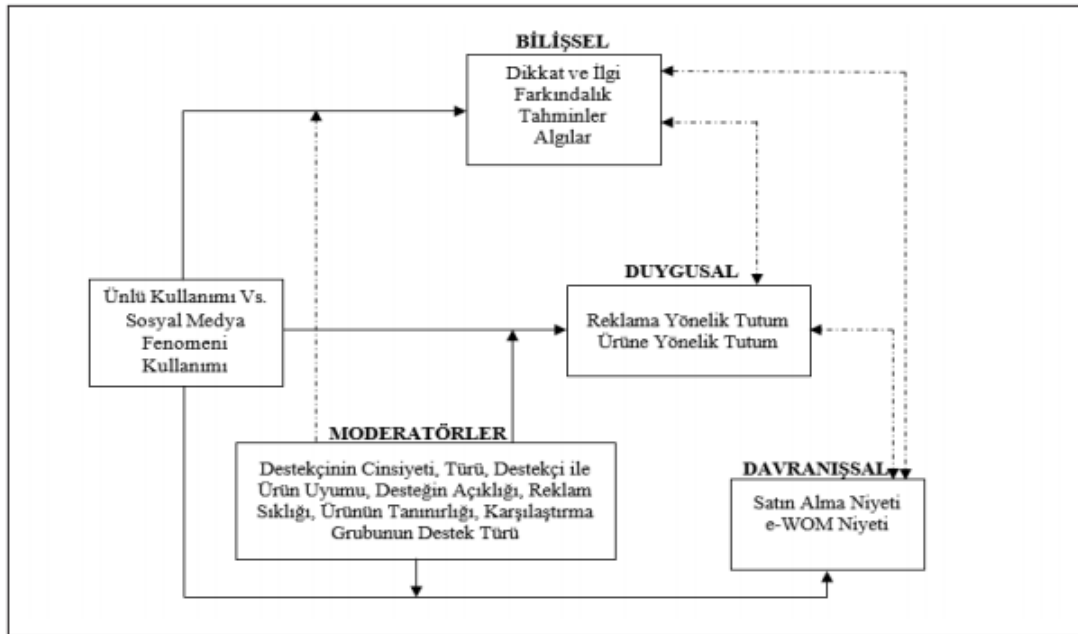 BİLİŞSEL
Dikkat ve İlgi
Farkındalık
Tahminler
Algılar
DUYGUSAL
Reklama Yönelik Tutum
Ürüne Yönelik Tutum
Ünlü Kullanımı Vs.
Sosyal Medya
Fenomeni
Kullanımı
MODERATÖRLER
Destekçinin Cinsiyeti, Türü, Destekçi ile
Ürün Uyumu, Desteğin Açıklığı, Reklam
Sıklığı, Ürünün Tanınırlığı, Karşılaştırma
Grubunun Destek Türü
DAVRANIŞSAL
Satın Alma Niyeti
e-WOM Niyeti